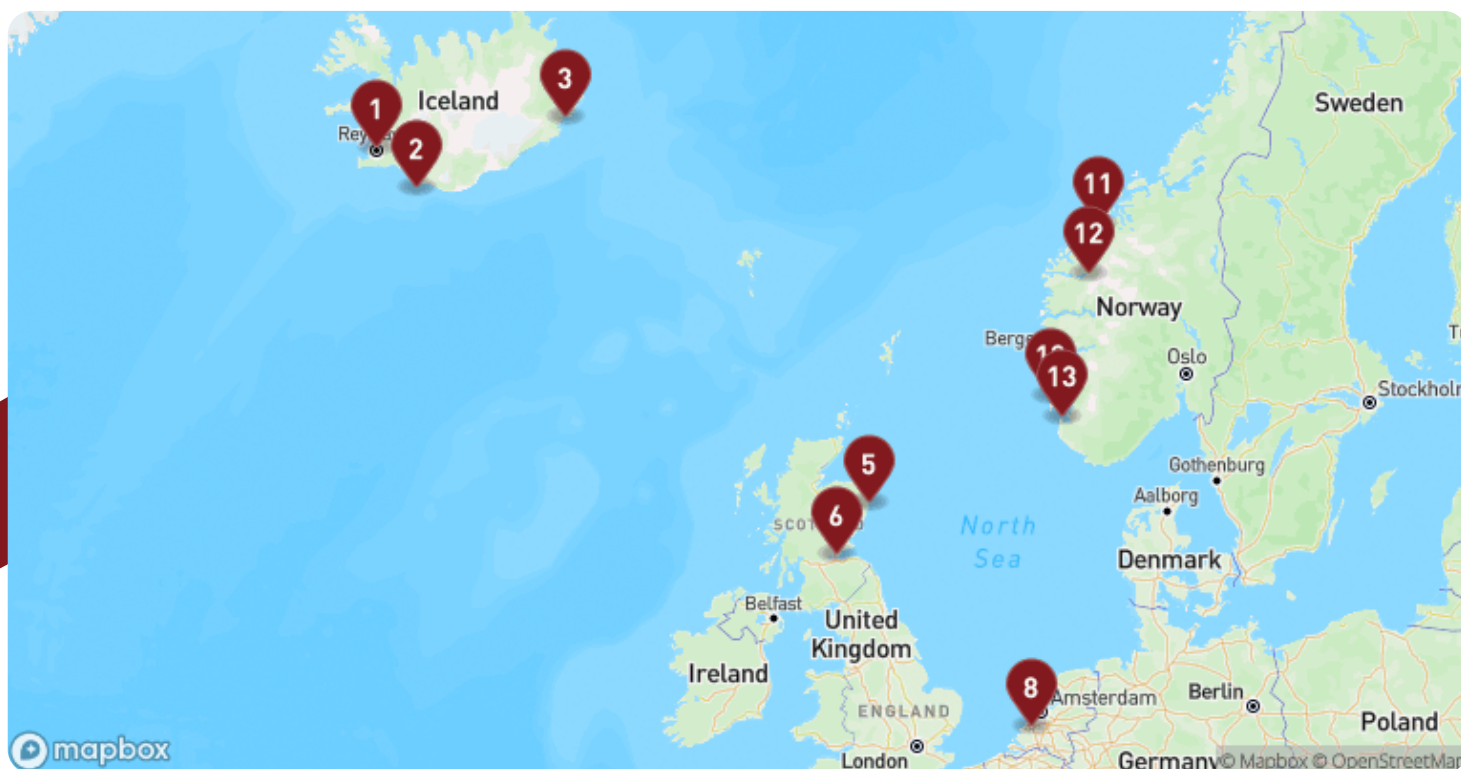 3
Iceland
1
Sweden
2
11
12
Norway
Oslo
13
Stockholm
5
Gothenburg
Aalborg
6
North
Sea
Denmark
Belfast
United
Kingdom
Ireland
8
Amsterdam
Berlin
ENGLAND
Poland
mapbox
London
Germany
© Mapbox © OpenStreetMap